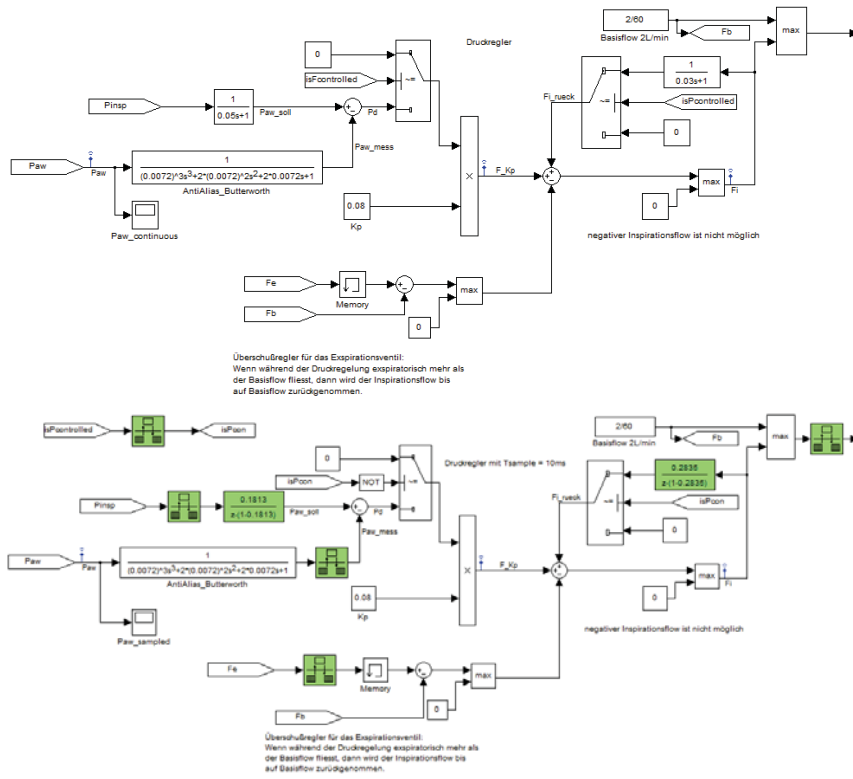 2/60
Basisflow 2L/min
Fb
max
Druckregler
0
isFcontrolled
~=
1
0.03s+1
Fi_rueck
~=
isPcontrolled
0
Pinsp
1
0.05s+1
Paw_soll
Pd
Paw_mess
Paw
Paw
1
(0.0072)^3s³+2*(0.0072)^2s²+2*0.0072s+1
AntiAlias_Butterworth
Paw_continuous
0.08
Kp
×
F_Kp
max
0
Fi
negativer Inspirationsflow ist nicht möglich
Fe
Memory
Fb
0
max
Überschußregler für das Exspirationsventil:
Wenn während der Druckregelung exspiratorisch mehr als
der Basisflow fliesst, dann wird der Inspirationsflow bis
auf Basisflow zurückgenommen.
isPcontrolled
isPcon
2/60
Basisflow 2L/min
Fb
max
Druckregler mit Tsample = 10ms
0
isPcon
NOT
~=
0.2835
z-(1-0.2835)
Fi_rueck
~=
isPcon
0
Pinsp
0.1813
z-(1-0.1813)
Paw_soll
Pd
Paw_mess
Paw
Paw
1
(0.0072)^3s³+2*(0.0072)^2s²+2*0.0072s+1
AntiAlias_Butterworth
Paw_sampled
0.08
Kp
×
F_Kp
max
0
Fi
negativer Inspirationsflow ist nicht möglich
Fe
Memory
Fb
0
max
Überschußregler für das Exspirationsventil:
Wenn während der Druckregelung exspiratorisch mehr als
der Basisflow fliesst, dann wird der Inspirationsflow bis
auf Basisflow zurückgenommen.